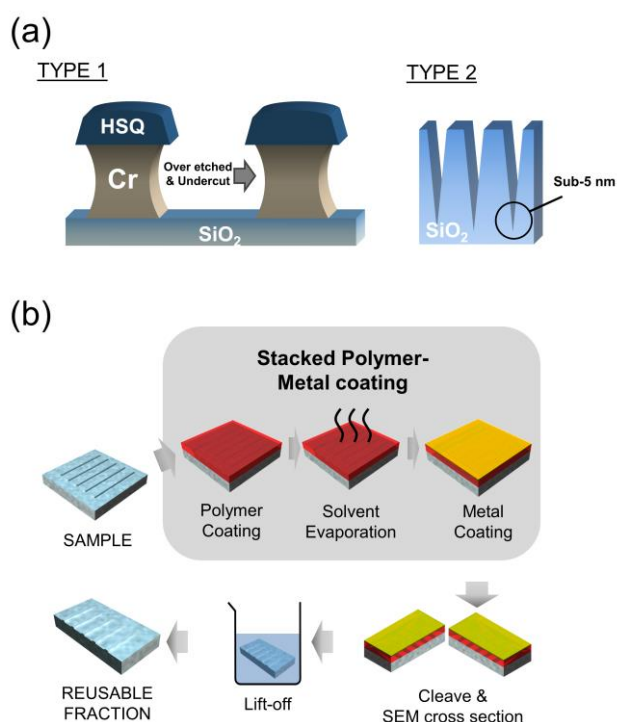 (a)
TYPE 1
TYPE 2
HSQ
Cr
Over etched
& Undercut
SiO₂
Sub-5 nm
SiO₂
(b)
Stacked Polymer-
Metal coating
SAMPLE
Polymer
Coating
Solvent
Evaporation
Metal
Coating
REUSABLE
FRACTION
Lift-off
Cleave &
SEM cross section